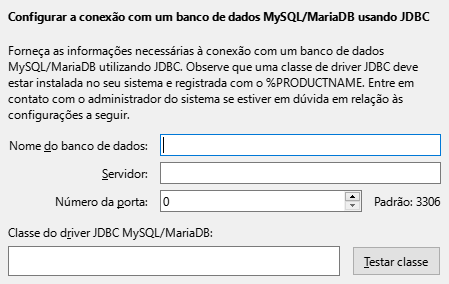 Configurar a conexão com um banco de dados MySQL/MariaDB usando JDBC
Forneça as informações necessárias à conexão com um banco de dados
MySQL/MariaDB utilizando JDBC. Observe que uma classe de driver JDBC deve
estar instalada no seu sistema e registrada com o %PRODUCTNAME. Entre em
contato com o administrador do sistema se estiver em dúvida em relação às
configurações a seguir.
Nome do banco de dados:
Servidor:
Número da porta: 0 Padrão: 3306
Classe do driver JDBC MySQL/MariaDB:
Testar classe